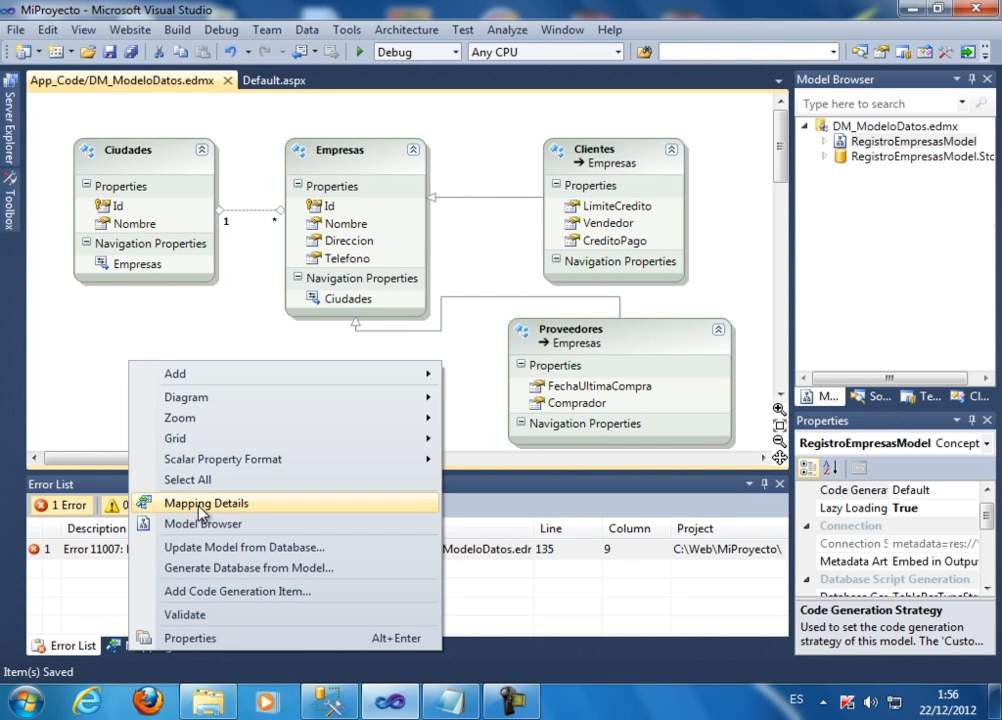 MiProyecto - Microsoft Visual Studio
File Edit View Website Build Debug Team Data Tools Architecture Test Analyze Window Help
Debug Any CPU
App_Code/DM_ModeloDatos.edmx Default.aspx
Server Explorer
Toolbox
Ciudades
Properties
Id
Nombre
Navigation Properties
Empresas
1 *
Empresas
Properties
Id
Nombre
Direccion
Telefono
Navigation Properties
Ciudades
Clientes
Empresas
Properties
LimiteCredito
Vendedor
CreditoPago
Navigation Properties
Proveedores
Empresas
Properties
FechaUltimaCompra
Comprador
Navigation Properties
Add
Diagram
Zoom
Grid
Scalar Property Format
Select All
Mapping Details
Model Browser
Update Model from Database...
Generate Database from Model...
Add Code Generation Item...
Validate
Properties Alt+Enter
Error List
1 Error 0
Description Line Column Project
1 Error 11007: ModeloDatos.edr 135 9 C:\Web\MiProyecto\
Error List
Item(s) Saved
Model Browser
Type here to search
DM_ModeloDatos.edmx
RegistroEmpresasModel
RegistroEmpresasModel.Stc
M... So... Te... Cl...
Properties
RegistroEmpresasModel Concept
Code Genera Default
Lazy Loading True
Connection
Connection S metadata=res://
Metadata Art Embed in Outpu
Database Script Generation
Code Generation Strategy
Used to set the code generation
strategy of this model. The 'Custo...
ES
1:56
22/12/2012